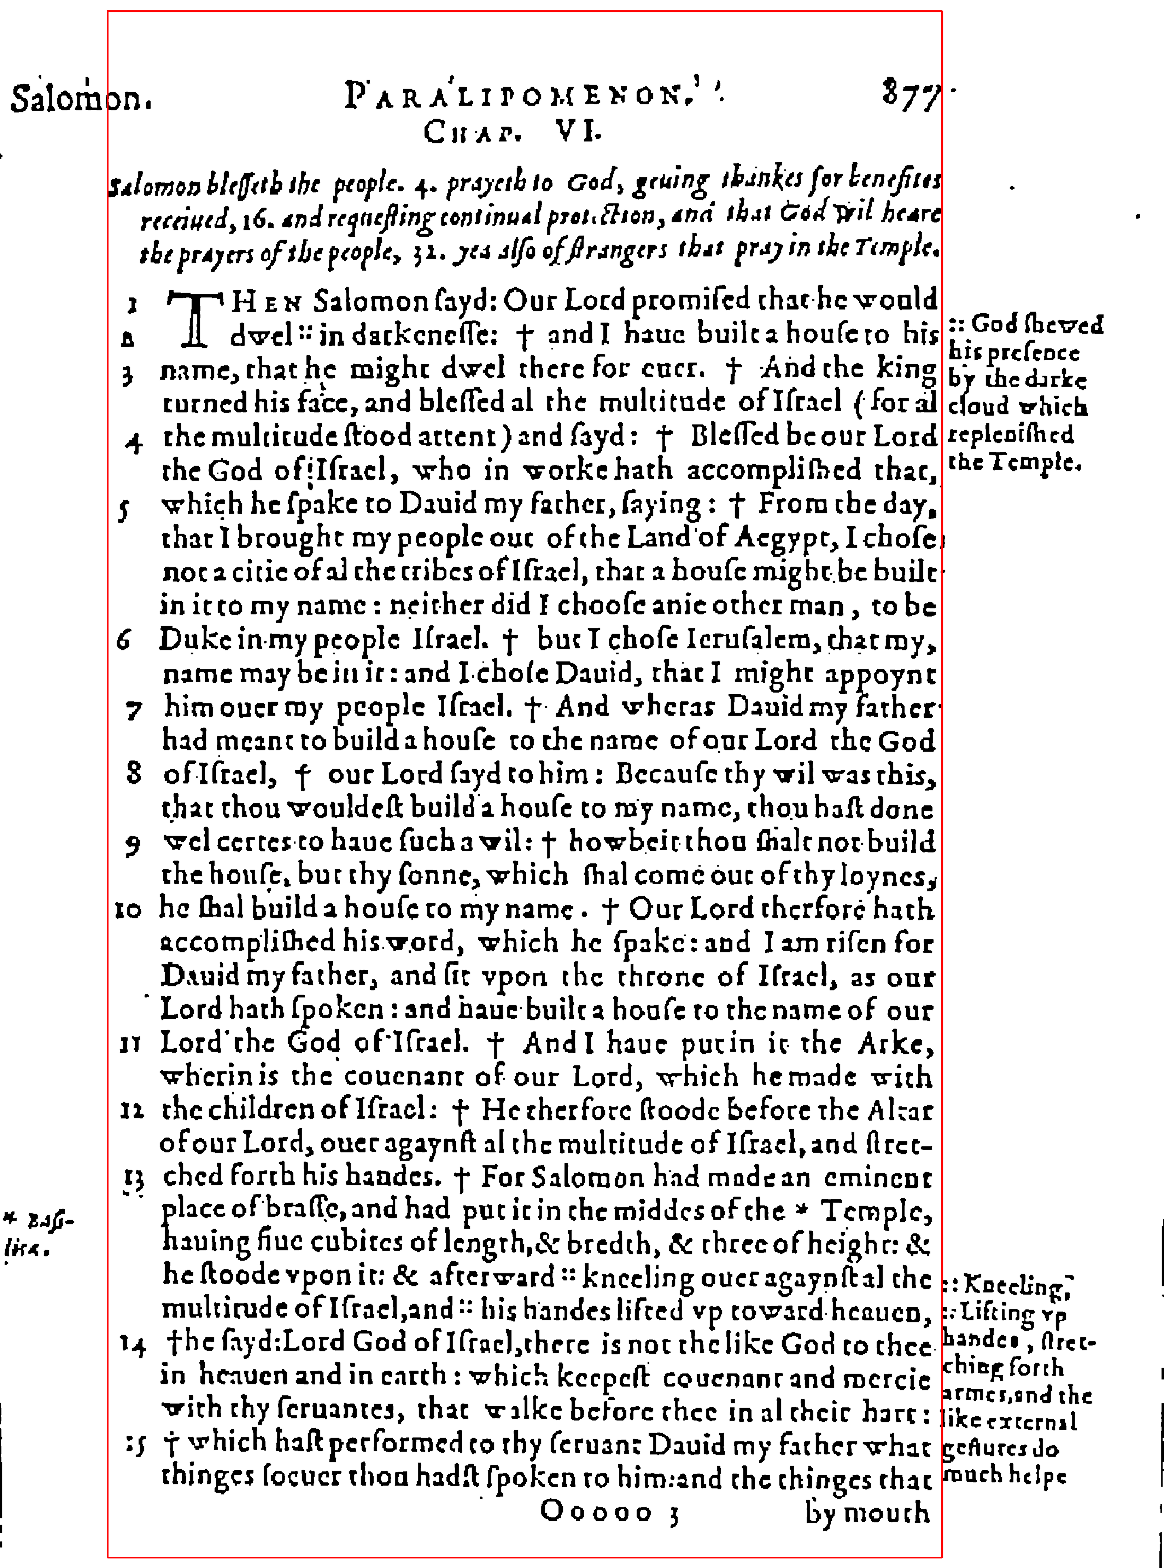 Salomon. PARALIPOMENON. 877
CHAP. VI.
Salomon blesseth the people. 4. prayeth to God, geuing thankes for benefites
receiued, 16. and requesting continual protection, and that God wil heare
the prayers of the people, 32. yea also of strangers that pray in the Temple.
1 THEN Salomon sayd: Our Lord promiſed that he would
2 dwel :: in darkeneſſe: † and I haue built a houſe to his
3 name, that he might dwel there for euer. † And the king
turned his face, and bleſſed al the multitude of Iſrael (for al
4 the multitude ſtood attent) and ſayd: † Bleſſed be our Lord
the God of Iſrael, who in worke hath accompliſhed that,
5 which he ſpake to Dauid my father, ſaying: † From the day,
that I brought my people out of the Land of Aegypt, I choſe
not a citie of al the tribes of Iſrael, that a houſe might be built
in it to my name: neither did I chooſe anie other man, to be
6 Duke in my people Iſrael. † but I choſe Ieruſalem, that my,
name may be in it: and I choſe Dauid, that I might appoynt
7 him ouer my people Iſrael. † And wheras Dauid my father
had meant to build a houſe to the name of our Lord the God
8 of Iſrael, † our Lord ſayd to him: Becauſe thy wil was this,
that thou wouldeſt build a houſe to my name, thou haſt done
9 wel certes to haue ſuch a wil: † howbeit thou ſhalt not build
the houſe, but thy ſonne, which ſhal come out of thy loynes,
10 he ſhal build a houſe to my name. † Our Lord therfore hath
accompliſhed his word, which he ſpake: and I am riſen for
Dauid my father, and ſit vpon the throne of Iſrael, as our
Lord hath ſpoken: and haue built a houſe to the name of our
11 Lord the God of Iſrael. † And I haue put in it the Arke,
wherin is the couenant of our Lord, which he made with
12 the children of Iſrael: † He therfore ſtoode before the Altar
of our Lord, ouer agaynſt al the multitude of Iſrael, and ſtret-
13 ched forth his handes. † For Salomon had made an eminent
place of braſſe, and had put it in the middes of the * Temple,
hauing fiue cubites of length, & bredth, & three of height: &
he ſtoode vpon it: & afterward :: kneeling ouer agaynſt al the
multitude of Iſrael, and :: his handes lifted vp toward heauen,
14 † he ſayd: Lord God of Iſrael, there is not the like God to thee
in heauen and in earth: which keepeſt couenant and mercie
with thy ſeruantes, that walke before thee in al their hart:
15 † which haſt performed to thy ſeruant Dauid my father what
thinges ſoeuer thou hadſt ſpoken to him: and the thinges that
Ooooo 3 by mouth
:: God ſhewed
his preſence
by the darke
cloud which
repleniſhed
the Temple.
* Baſi-
lica.
:: Kneeling,
:: Lifting vp
handes, ſtret-
ching forth
armes, and the
like external
geſtures do
much helpe